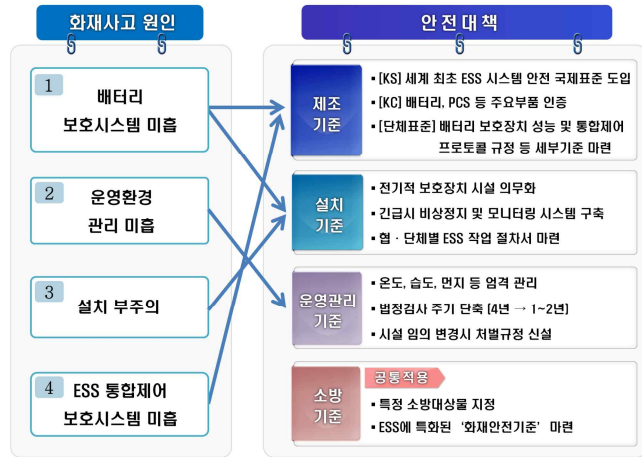 화재사고 원인
1
배터리
보호시스템 미흡
2
운영환경
관리 미흡
3
설치 부주의
4
ESS 통합제어
보호시스템 미흡
안전대책
제조
기준
▪ [KS] 세계 최초 ESS 시스템 안전 국제표준 도입
▪ [KC] 배터리, PCS 등 주요부품 인증
▪ [단체표준] 배터리 보호장치 성능 및 통합제어
프로토콜 규정 등 세부기준 마련
설치
기준
▪ 전기적 보호장치 시설 의무화
▪ 긴급시 비상정지 및 모니터링 시스템 구축
▪ 협 · 단체별 ESS 작업 절차서 마련
운영관리
기준
▪ 온도, 습도, 먼지 등 엄격 관리
▪ 법정검사 주기 단축 (4년 → 1~2년)
▪ 시설 임의 변경시 처벌규정 신설
소방
기준
공통적용
▪ 특정 소방대상물 지정
▪ ESS에 특화된 ‘화재안전기준’ 마련